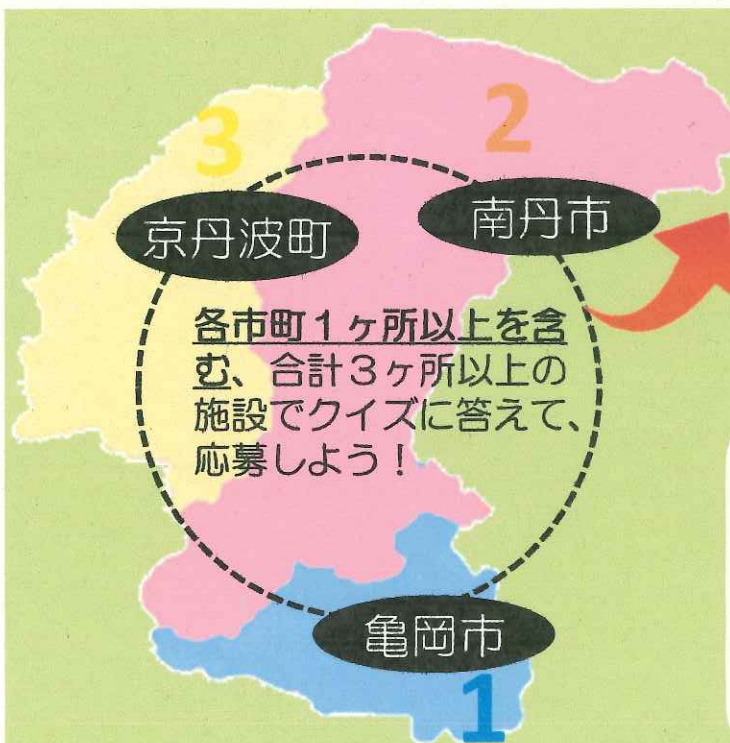 3
2
京丹波町
南丹市
各市町1ヶ所以上を含
む、合計3ヶ所以上の
施設でクイズに答えて、
応募しよう！
亀岡市
1